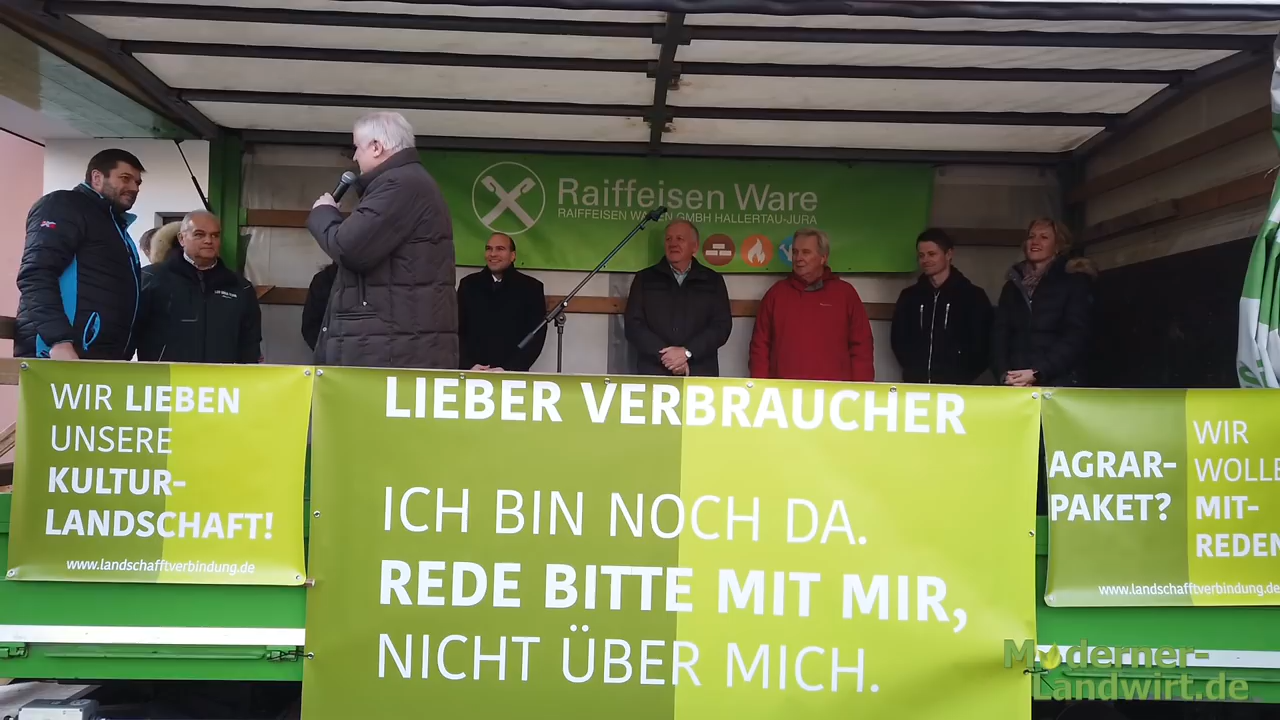 Raiffeisen Ware
RAIFFEISEN WAREN GMBH HALLERTAU-JURA
WIR LIEBEN
UNSERE
KULTUR-
LANDSCHAFT!
www.landschafftverbindung.de
LIEBER VERBRAUCHER
ICH BIN NOCH DA.
REDE BITTE MIT MIR,
NICHT ÜBER MICH.
AGRAR-
PAKET?
WIR
WOLLE
MIT-
REDEN
www.landschafftverbindung.de
Moderner-
Landwirt.de